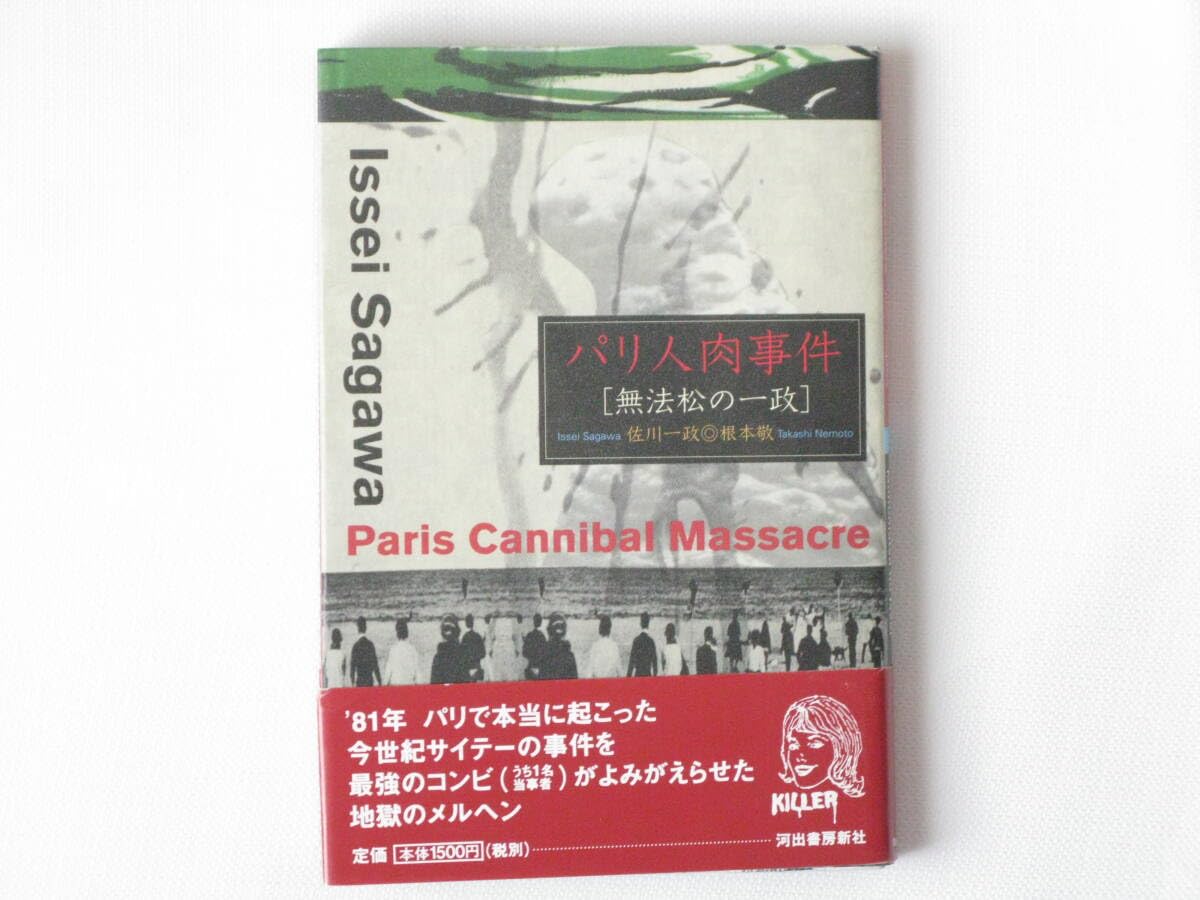 Issei Sagawa
パリ人肉事件
[無法松の一政]
Issei Sagawa 佐川一政◎根本敬 Takashi Nemoto
Paris Cannibal Massacre
'81年 パリで本当に起こった
今世紀サイテーの事件を
最強のコンビ(うち1名当事者)がよみがえらせた
地獄のメルヘン
KILLER
定価 本体1500円(税別) 河出書房新社